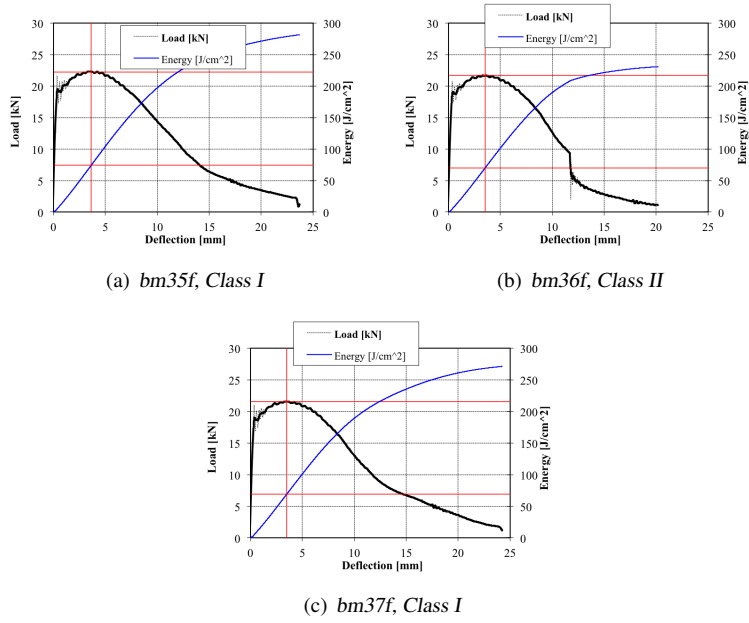 Load [kN]
Energy [J/cm^2]
30
25
20
15
10
5
0
Load [kN]
300
250
200
150
100
50
0
Energy [J/cm^2]
0 5 10 15 20 25
Deflection [mm]
(a) bm35f, Class I
Load [kN]
Energy [J/cm^2]
30
25
20
15
10
5
0
Load [kN]
300
250
200
150
100
50
0
Energy [J/cm^2]
0 5 10 15 20 25
Deflection [mm]
(b) bm36f, Class II
Load [kN]
Energy [J/cm^2]
30
25
20
15
10
5
0
Load [kN]
300
250
200
150
100
50
0
Energy [J/cm^2]
0 5 10 15 20 25
Deflection [mm]
(c) bm37f, Class I